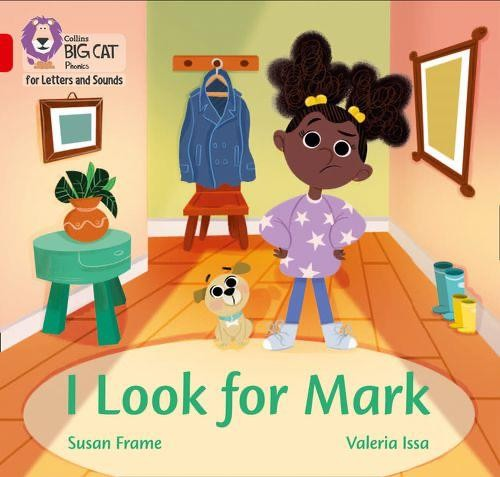 Collins
BIG CAT
Phonics
for Letters and Sounds
I Look for Mark
Susan Frame
Valeria Issa